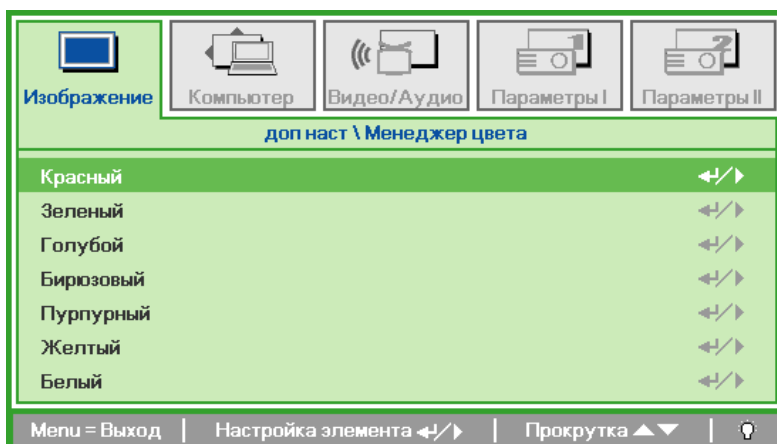 Изображение Компьютер Видео/Аудио Параметры I Параметры II
доп наст \ Менеджер цвета
Красный
Зеленый
Голубой
Бирюзовый
Пурпурный
Желтый
Белый
Menu = Выход | Настройка элемента ↵/▶ | Прокрутка ▲▼ |